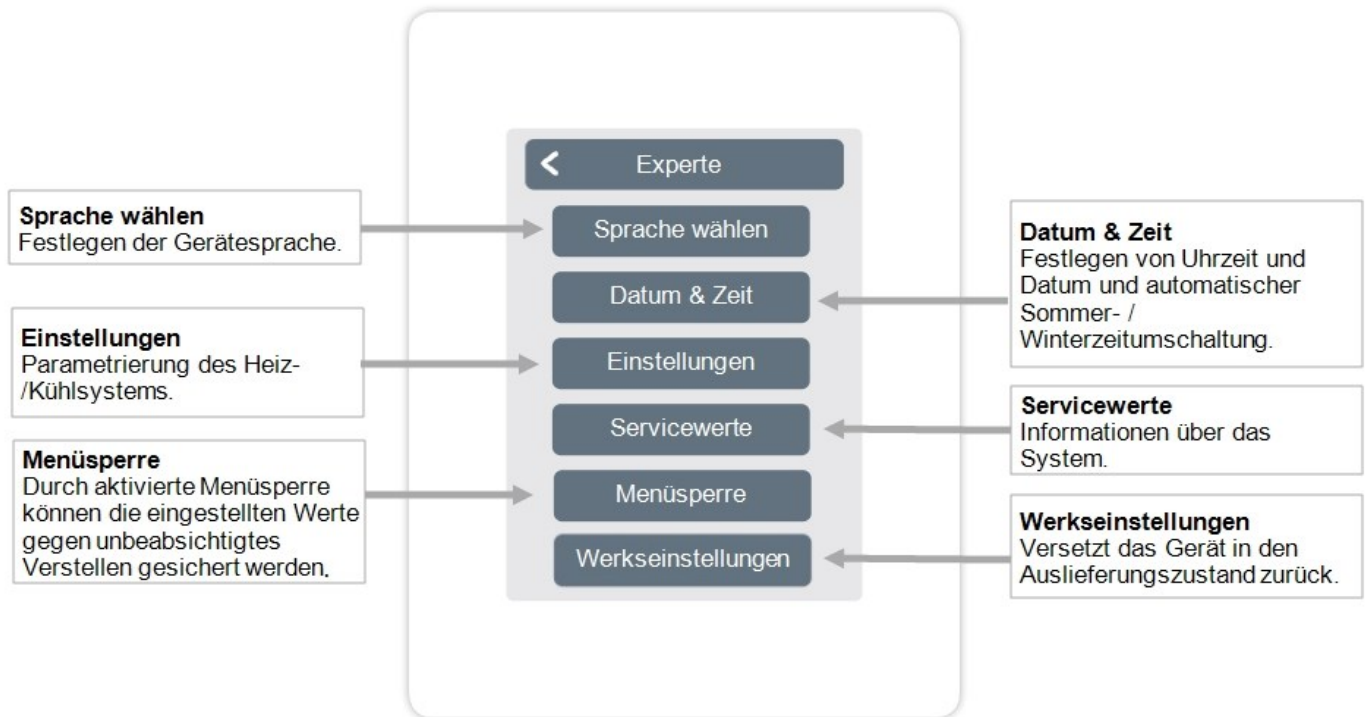 Experte
Sprache wählen
Datum & Zeit
Einstellungen
Servicewerte
Menüsperre
Werkseinstellungen
Sprache wählen
Festlegen der Gerätesprache.
Einstellungen
Parametrierung des Heiz-
/Kühlsystems.
Menüsperre
Durch aktivierte Menüsperre
können die eingestellten Werte
gegen unbeabsichtigtes
Verstellen gesichert werden.
Datum & Zeit
Festlegen von Uhrzeit und
Datum und automatischer
Sommer- /
Winterzeitumschaltung.
Servicewerte
Informationen über das
System.
Werkseinstellungen
Versetzt das Gerät in den
Auslieferungszustand zurück.